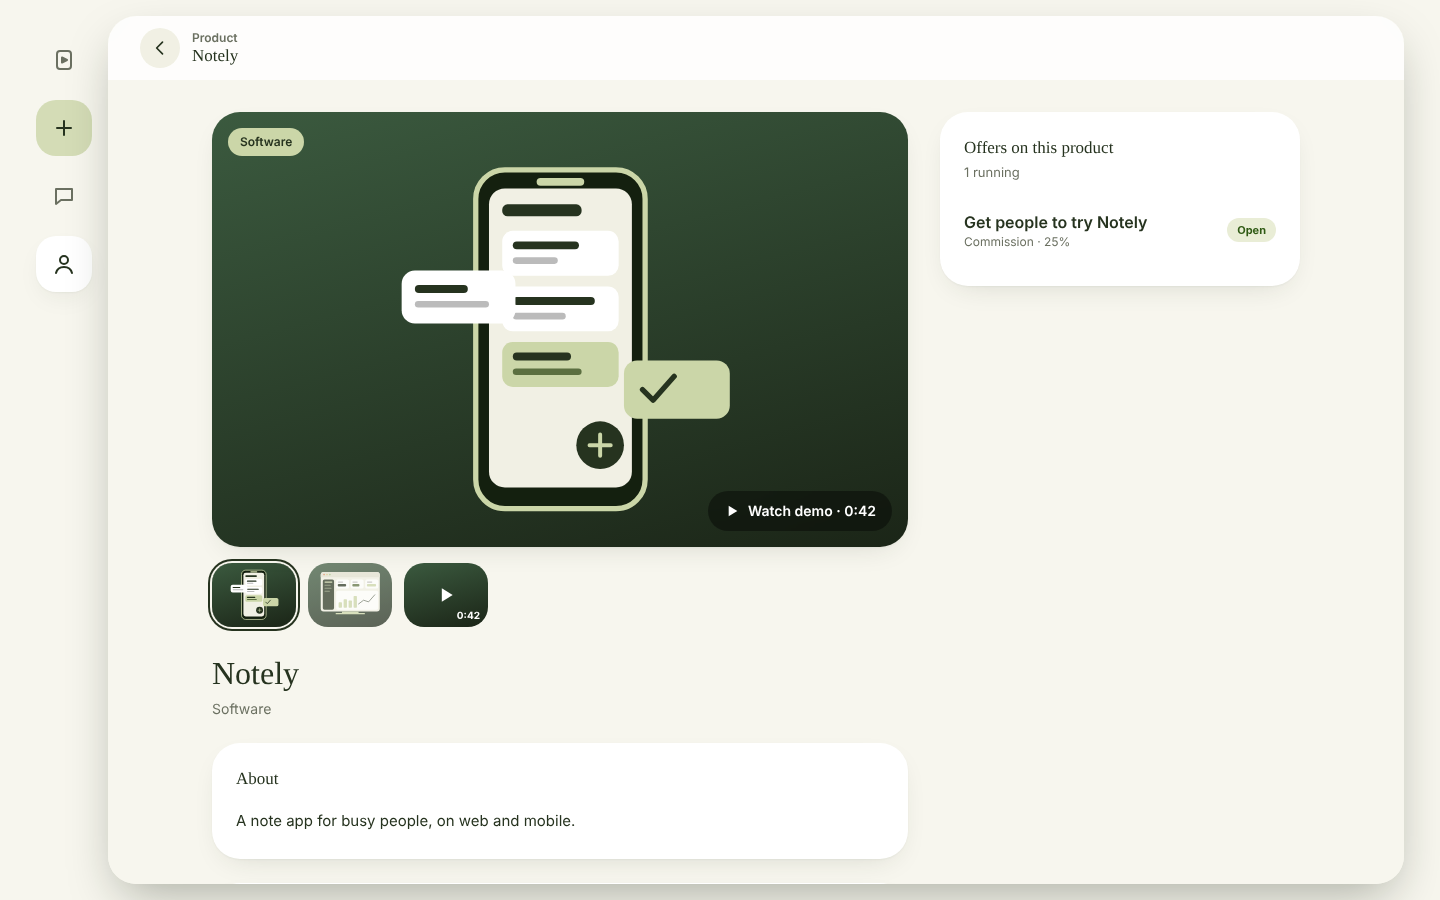 Product
Notely
Software
Watch demo · 0:42
0:42
Notely
Software
About
A note app for busy people, on web and mobile.
Offers on this product
1 running
Get people to try Notely
Commission · 25%
Open